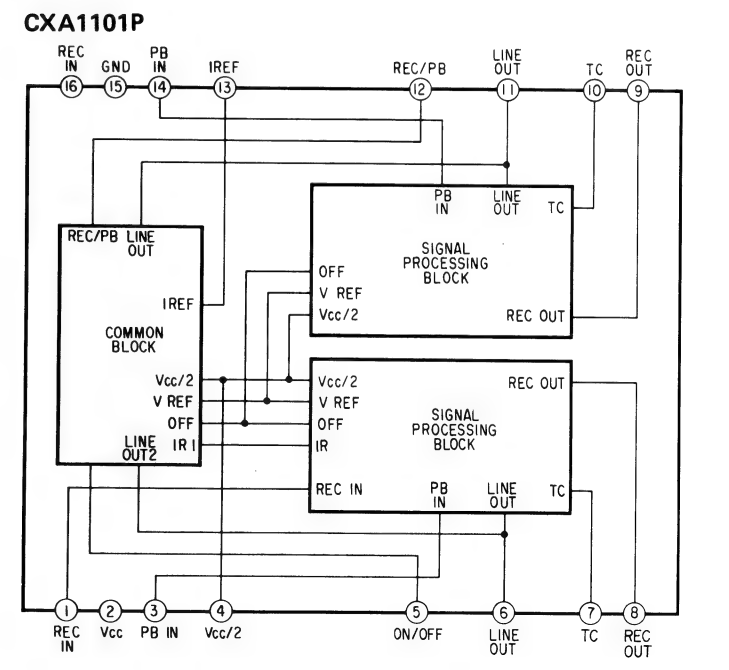 CXA1101P
REC
IN
GND
PB
IN
IREF
REC/PB
LINE
OUT
TC
REC
OUT
16
15
14
13
12
11
10
9
PB
IN
LINE
OUT
TC
REC/PB
LINE
OUT
SIGNAL
PROCESSING
BLOCK
OFF
V REF
Vcc/2
REC OUT
IREF
COMMON
BLOCK
Vcc/2
V REF
OFF
IR1
LINE
OUT2
Vcc/2
V REF
OFF
IR
REC OUT
SIGNAL
PROCESSING
BLOCK
REC IN
PB
IN
LINE
OUT
TC
1
2
3
4
5
6
7
8
REC
IN
Vcc
PB IN
Vcc/2
ON/OFF
LINE
OUT
TC
REC
OUT